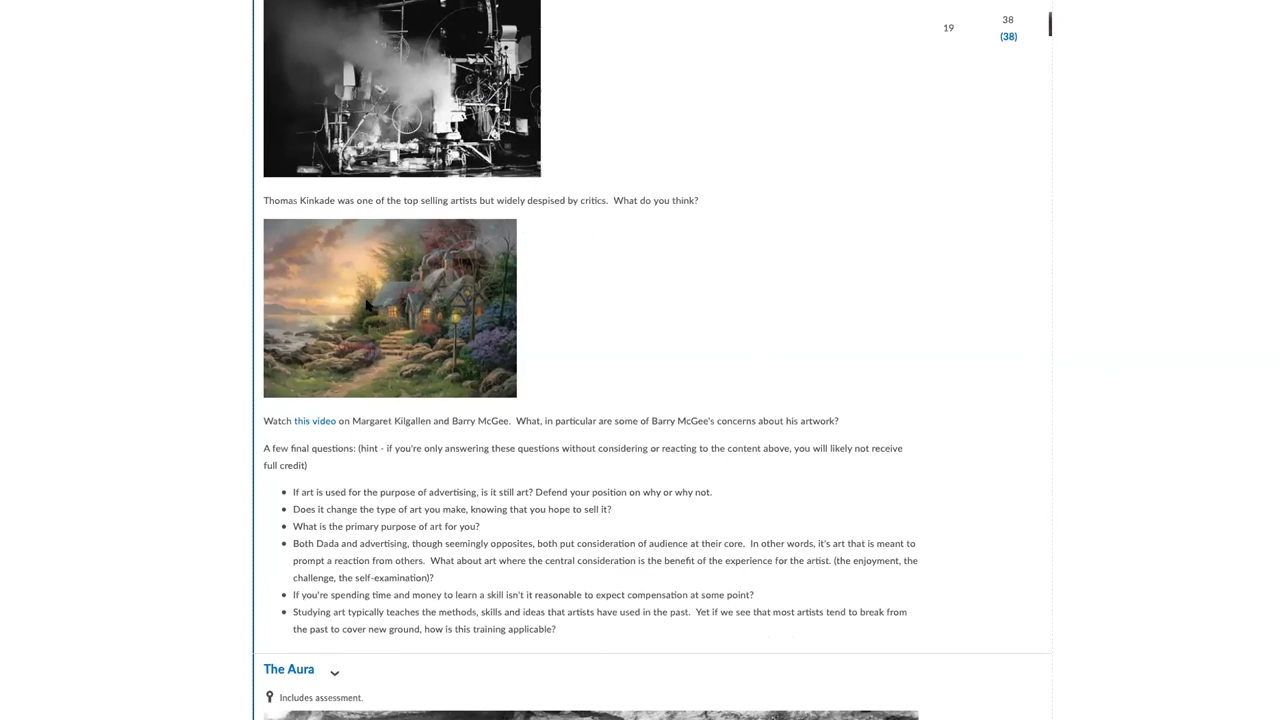 19
38
(38)
Thomas Kinkade was one of the top selling artists but widely despised by critics.  What do you think?
Watch this video on Margaret Kilgallen and Barry McGee.  What, in particular are some of Barry McGee's concerns about his artwork?
A few final questions: (hint - if you're only answering these questions without considering or reacting to the content above, you will likely not receive
full credit)
• If art is used for the purpose of advertising, is it still art? Defend your position on why or why not.
• Does it change the type of art you make, knowing that you hope to sell it?
• What is the primary purpose of art for you?
• Both Dada and advertising, though seemingly opposites, both put consideration of audience at their core.  In other words, it's art that is meant to
prompt a reaction from others.  What about art where the central consideration is the benefit of the experience for the artist. (the enjoyment, the
challenge, the self-examination)?
• If you're spending time and money to learn a skill isn't it reasonable to expect compensation at some point?
• Studying art typically teaches the methods, skills and ideas that artists have used in the past.  Yet if we see that most artists tend to break from
the past to cover new ground, how is this training applicable?
The Aura
Includes assessment.